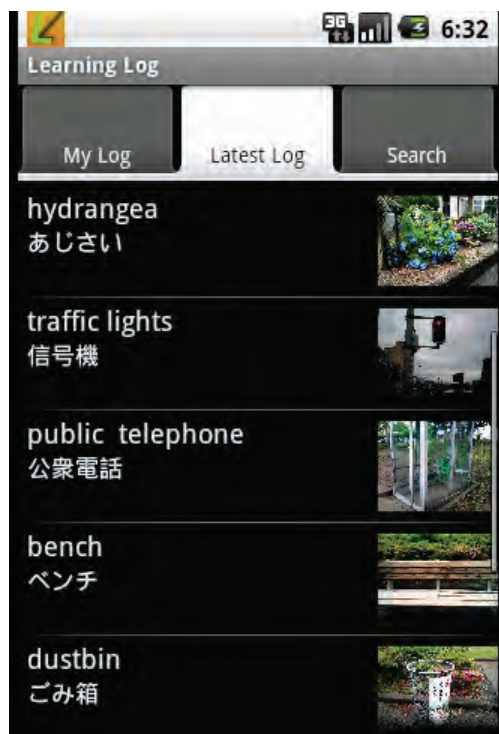 3G 6:32
Learning Log
My Log Latest Log Search
hydrangea
あじさい
traffic lights
信号機
public telephone
公衆電話
bench
ベンチ
dustbin
ごみ箱